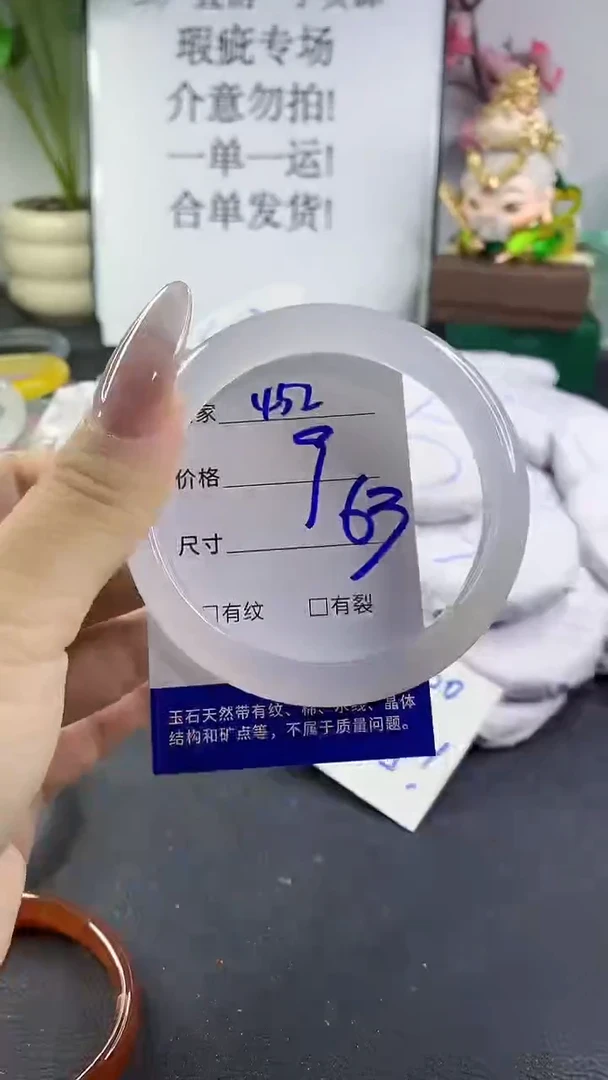 瑕疵专场
介意勿拍!
一单一运!
合单发货!
家 452
价格 9
尺寸 63
□有纹 □有裂
玉石天然带有纹、棉、水线、晶体
结构和矿点等，不属于质量问题。